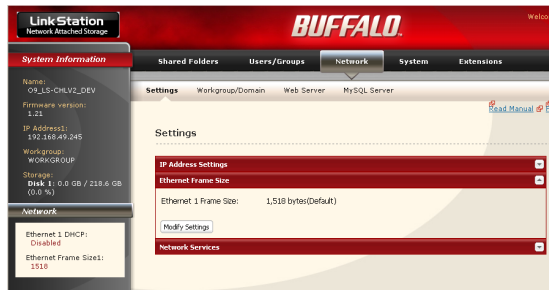 LinkStation
Network Attached Storage
BUFFALO
Welco
System Information
Shared Folders Users/Groups Network System Extensions
Name:
O9_LS-CHLV2_DEV
Settings Workgroup/Domain Web Server MySQL Server
Firmware version:
1.21
Read Manual
IP Address1:
192.168.49.245
Settings
Workgroup:
WORKGROUP
IP Address Settings
Storage:
Disk 1: 0.0 GB / 218.6 GB
(0.0 %)
Ethernet Frame Size
Ethernet 1 Frame Size: 1,518 bytes(Default)
Network
Modify Settings
Ethernet 1 DHCP:
Disabled
Network Services
Ethernet Frame Size1:
1518